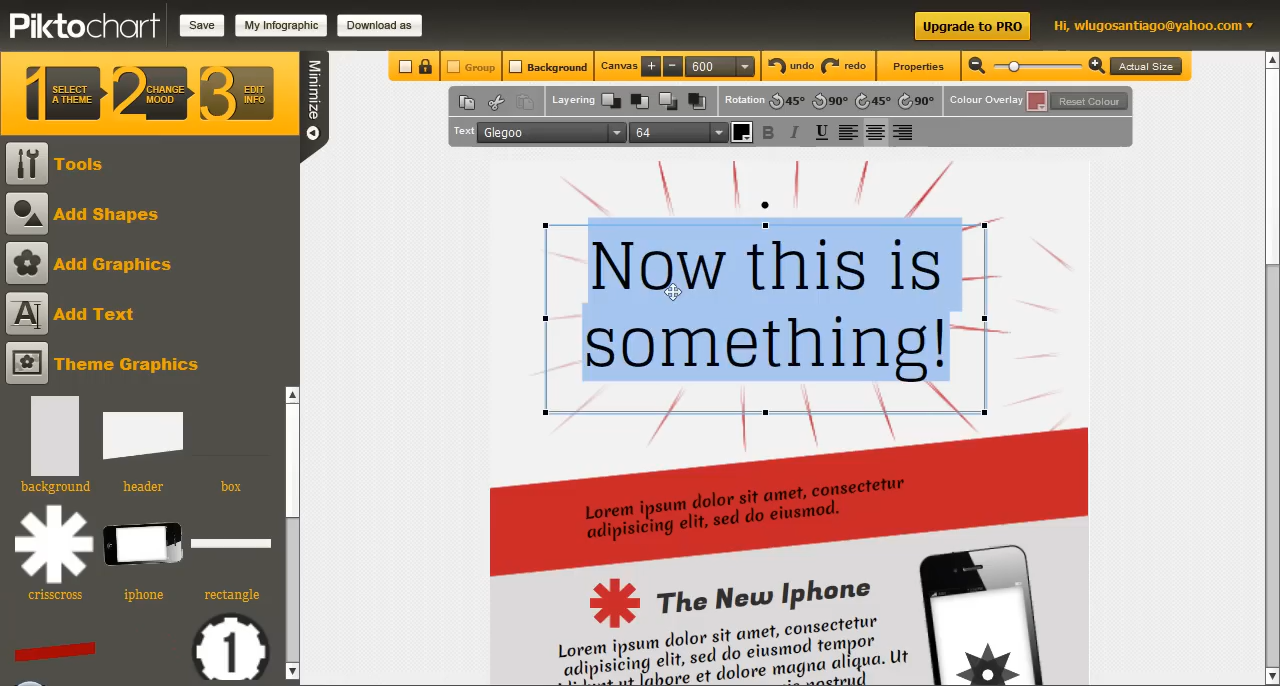 Piktochart
Save
My Infographic
Download as
Upgrade to PRO
Hi, wlugosantiago@yahoo.com
1 SELECT A THEME
2 CHANGE MOOD
3 EDIT INFO
Minimize
Group
Background
Canvas + − 600
undo
redo
Properties
Actual Size
Layering
Rotation 45° 90° 45° 90°
Colour Overlay
Reset Colour
Text Glegoo 64 B I U
Tools
Add Shapes
Add Graphics
Add Text
Theme Graphics
background
header
box
crisscross
iphone
rectangle
1
Now this is
something!
Lorem ipsum dolor sit amet, consectetur
adipisicing elit, sed do eiusmod.
The New Iphone
Lorem ipsum dolor sit amet, consectetur
adipisicing elit, sed do eiusmod tempor
ut labore et dolore magna aliqua. Ut
nostrud